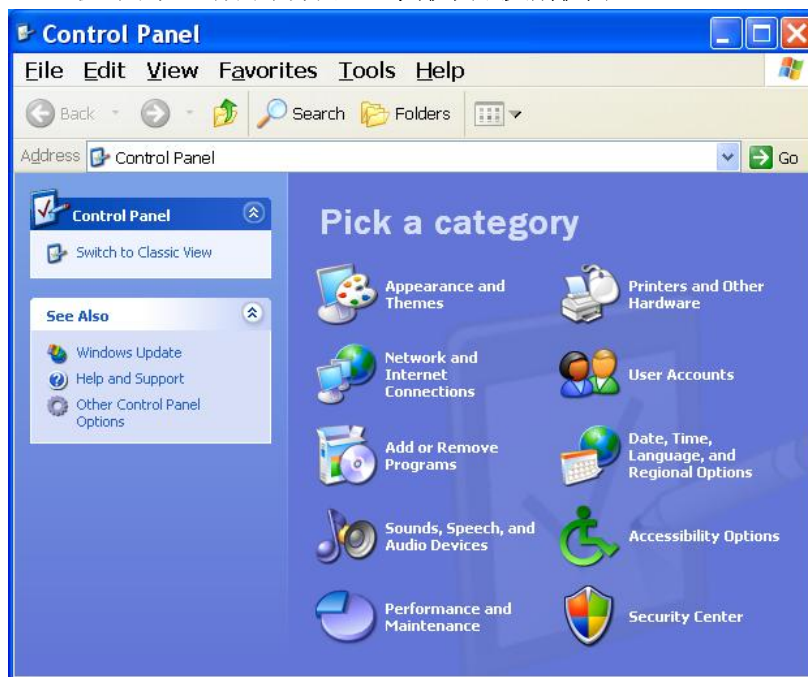 Control Panel
File Edit View Favorites Tools Help
Back Search Folders
Address Control Panel Go
Control Panel
Switch to Classic View
See Also
Windows Update
Help and Support
Other Control Panel
Options
Pick a category
Appearance and
Themes
Printers and Other
Hardware
Network and
Internet
Connections
User Accounts
Add or Remove
Programs
Date, Time,
Language, and
Regional Options
Sounds, Speech, and
Audio Devices
Accessibility Options
Performance and
Maintenance
Security Center